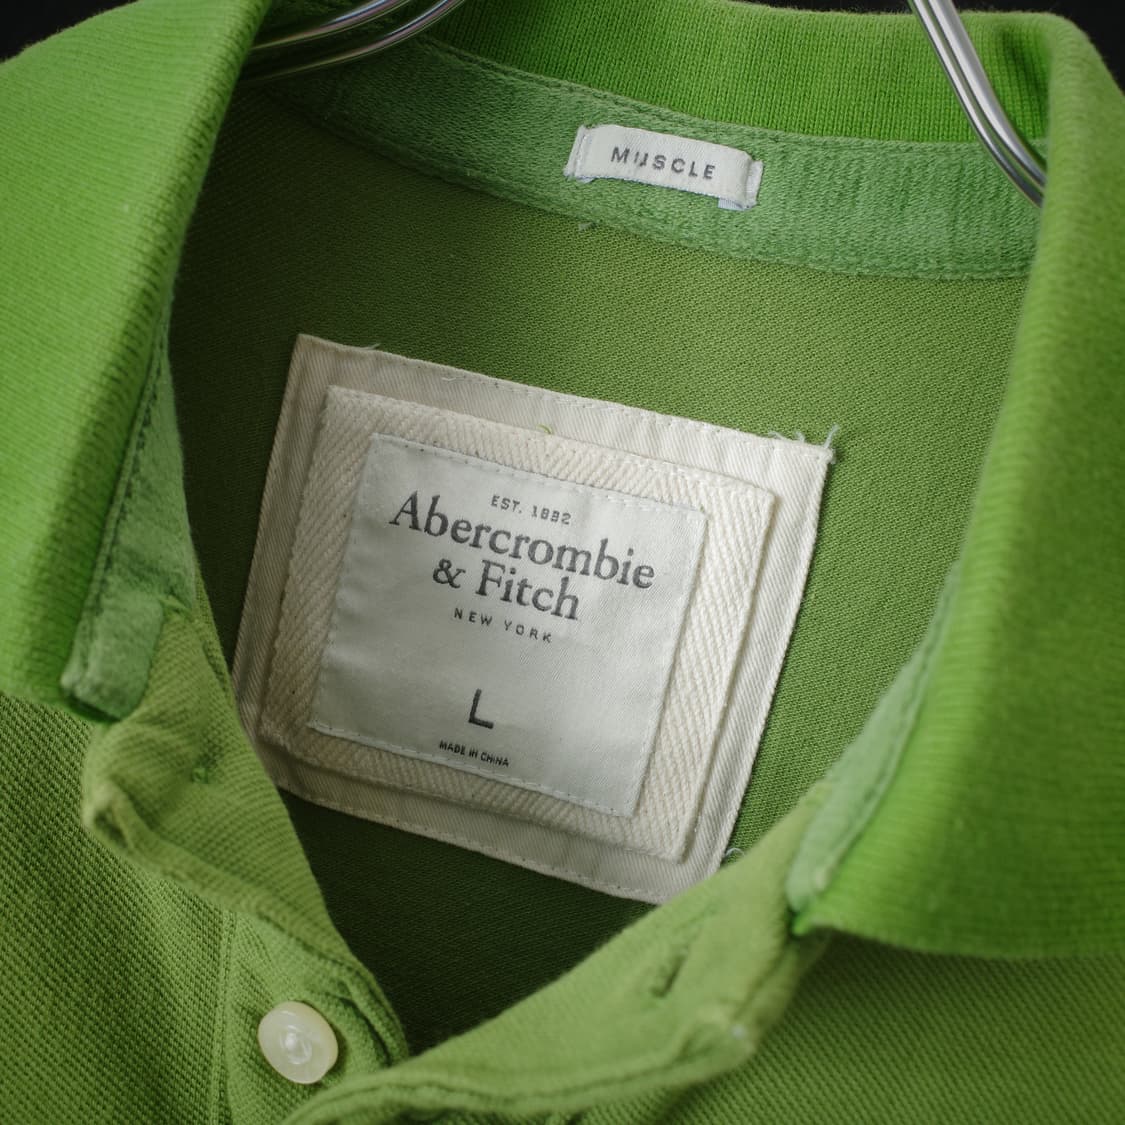 MUSCLE
EST. 1892
Abercrombie
& Fitch
NEW YORK
L
MADE IN CHINA